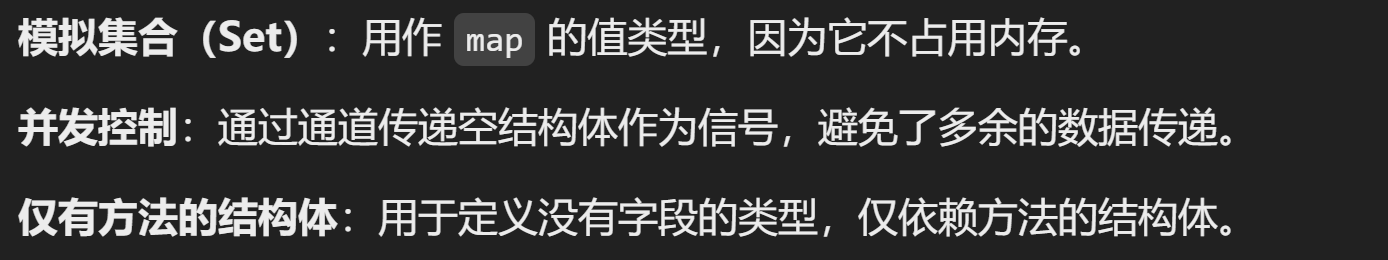 模拟集合（Set）：用作 map 的值类型，因为它不占用内存。
并发控制：通过通道传递空结构体作为信号，避免了多余的数据传递。
仅有方法的结构体：用于定义没有字段的类型，仅依赖方法的结构体。